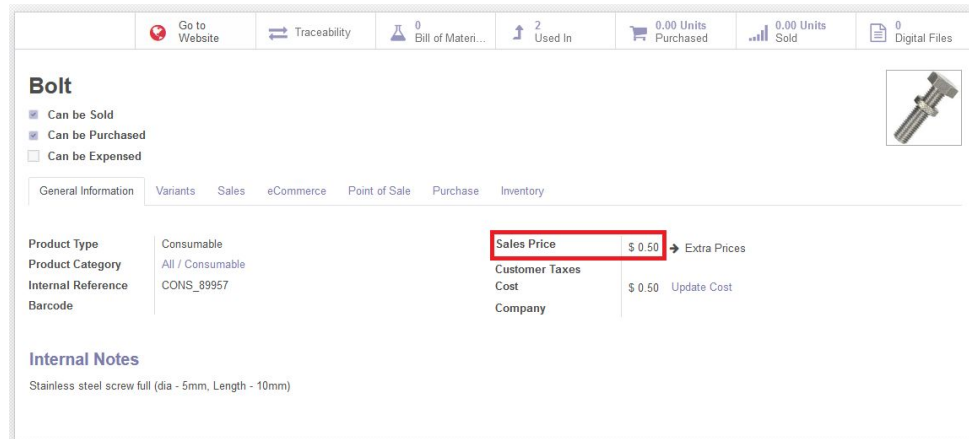 Go to Website
Traceability
0 Bill of Materi...
2 Used In
0.00 Units Purchased
0.00 Units Sold
0 Digital Files
Bolt
Can be Sold
Can be Purchased
Can be Expensed
General Information Variants Sales eCommerce Point of Sale Purchase Inventory
Product Type Consumable
Product Category All / Consumable
Internal Reference CONS_89957
Barcode
Sales Price $ 0.50 Extra Prices
Customer Taxes
Cost $ 0.50 Update Cost
Company
Internal Notes
Stainless steel screw full (dia - 5mm, Length - 10mm)